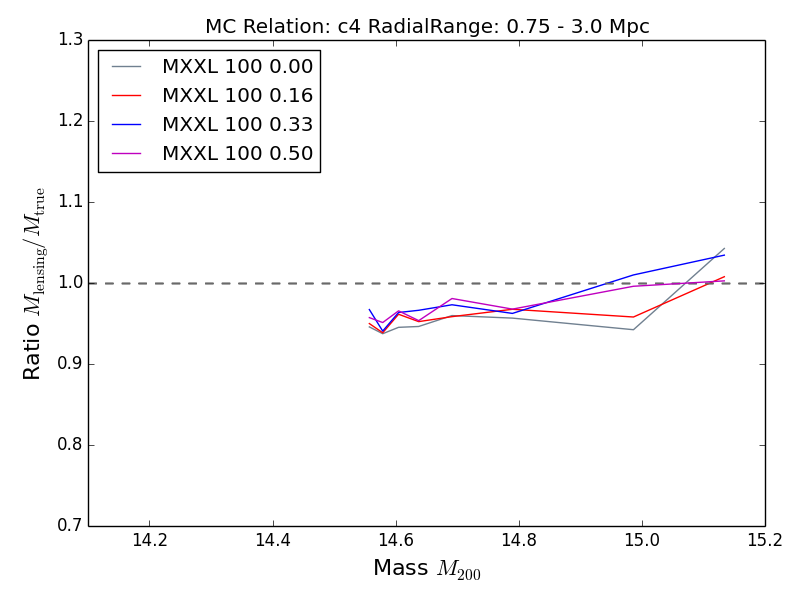 MC Relation: c4 RadialRange: 0.75 - 3.0 Mpc
1.3
1.2
1.1
1.0
0.9
0.8
0.7
Ratio M_lensing/M_true
MXXL 100 0.00
MXXL 100 0.16
MXXL 100 0.33
MXXL 100 0.50
14.2 14.4 14.6 14.8 15.0 15.2
Mass M_200